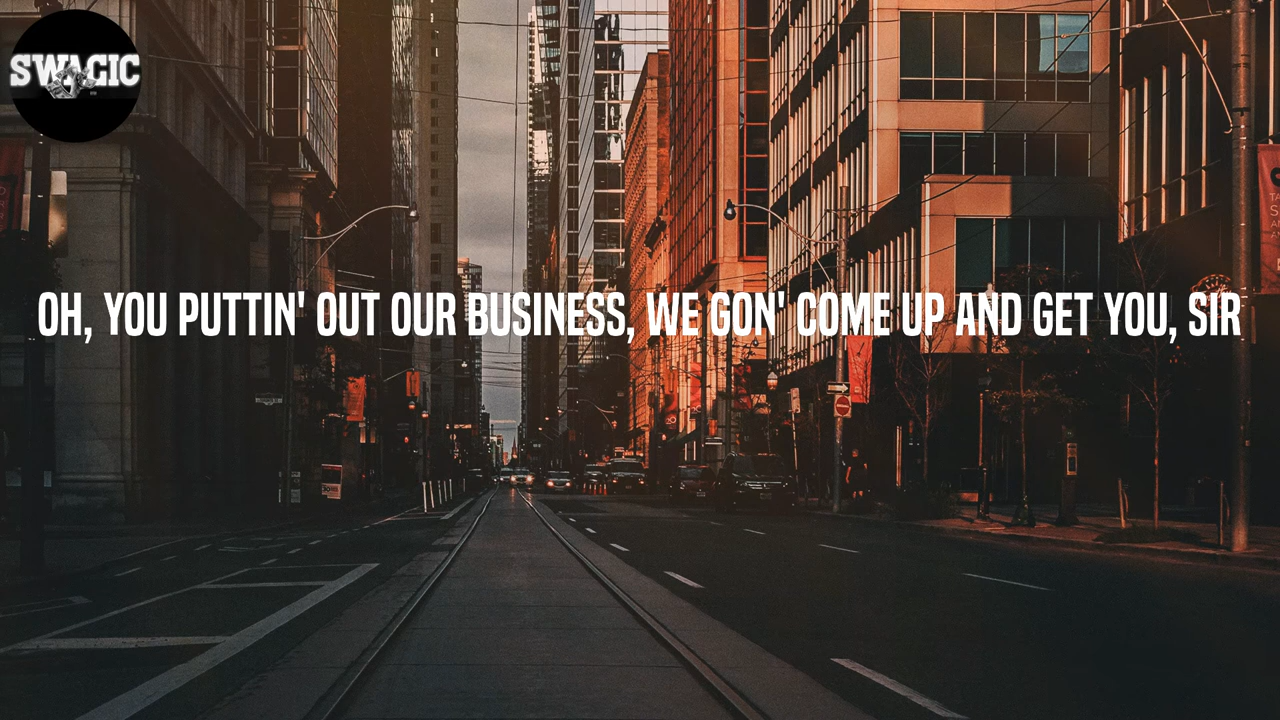 SWAGIC
OH, YOU PUTTIN' OUT OUR BUSINESS, WE GON' COME UP AND GET YOU, SIR